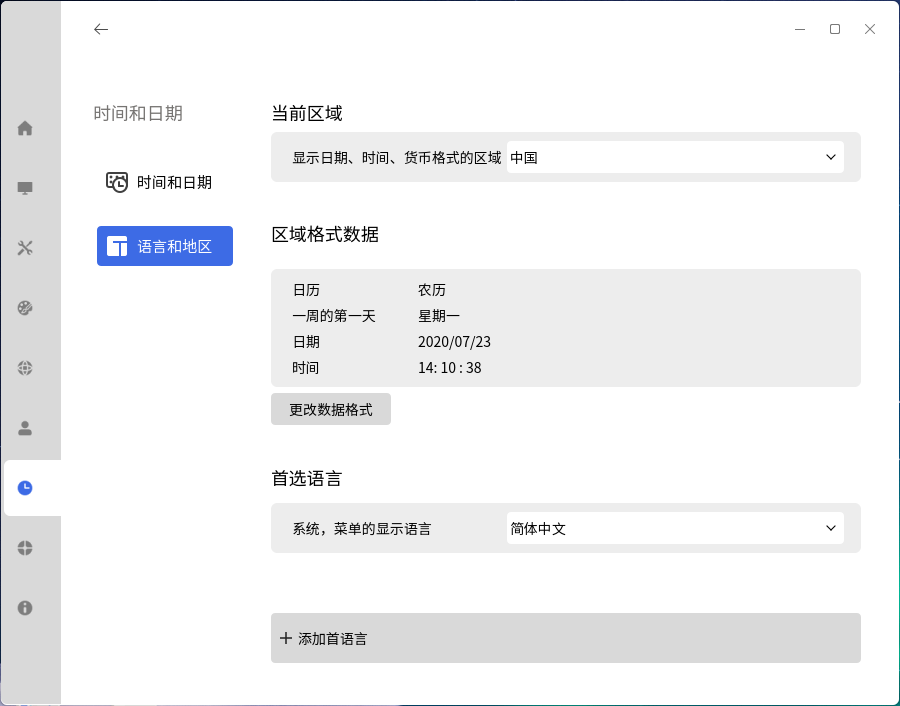 时间和日期
时间和日期
语言和地区
当前区域
显示日期、时间、货币格式的区域 中国
区域格式数据
日历 农历
一周的第一天 星期一
日期 2020/07/23
时间 14: 10 : 38
更改数据格式
首选语言
系统，菜单的显示语言 简体中文
添加首语言